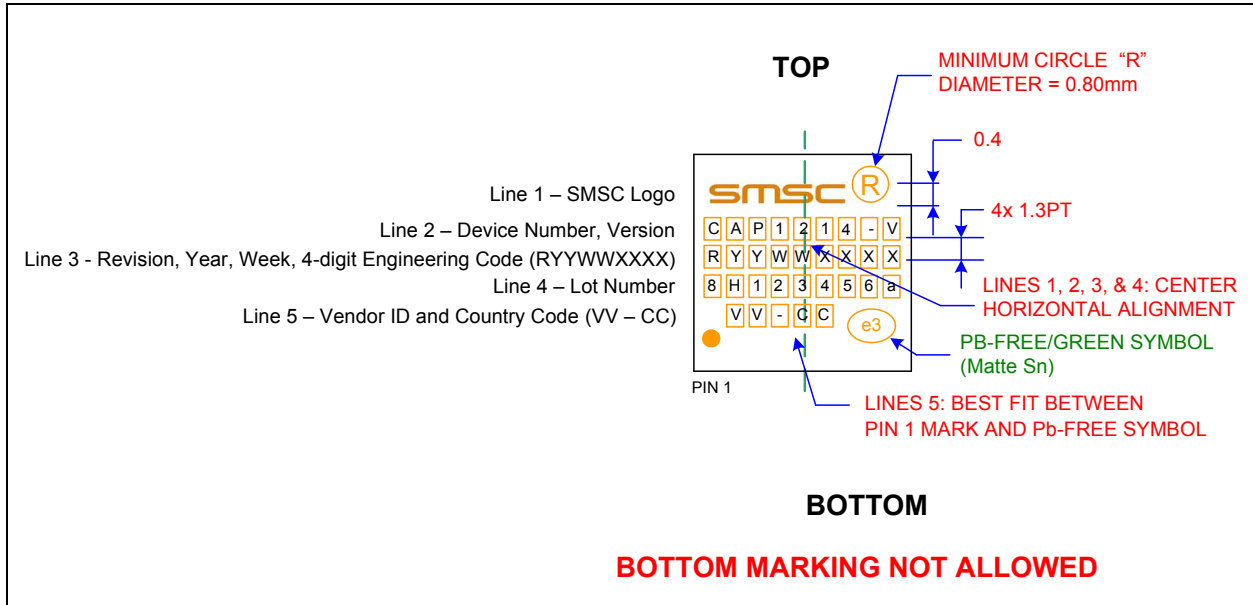 TOP
MINIMUM CIRCLE “R”
DIAMETER = 0.80mm
0.4
4x 1.3PT
Line 1 – SMSC Logo
Line 2 – Device Number, Version
Line 3 - Revision, Year, Week, 4-digit Engineering Code (RYYWWXXXX)
Line 4 – Lot Number
Line 5 – Vendor ID and Country Code (VV – CC)
smsc R
C A P 1 2 1 4 - V
R Y Y W W X X X X
8 H 1 2 3 4 5 6 a
V V - C C
e3
PIN 1
LINES 1, 2, 3, & 4: CENTER
HORIZONTAL ALIGNMENT
PB-FREE/GREEN SYMBOL
(Matte Sn)
LINES 5: BEST FIT BETWEEN
PIN 1 MARK AND Pb-FREE SYMBOL
BOTTOM
BOTTOM MARKING NOT ALLOWED